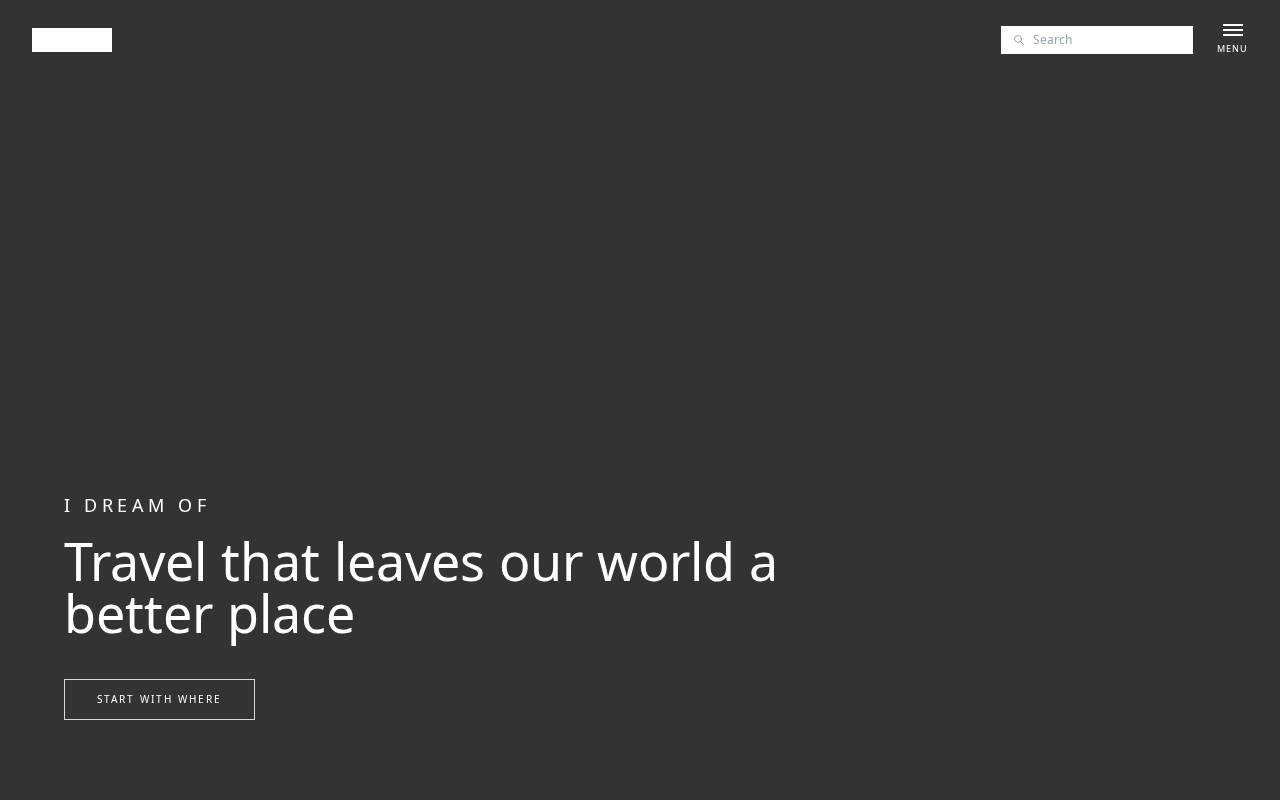 Search
MENU
I DREAM OF
Travel that leaves our world a
better place
START WITH WHERE